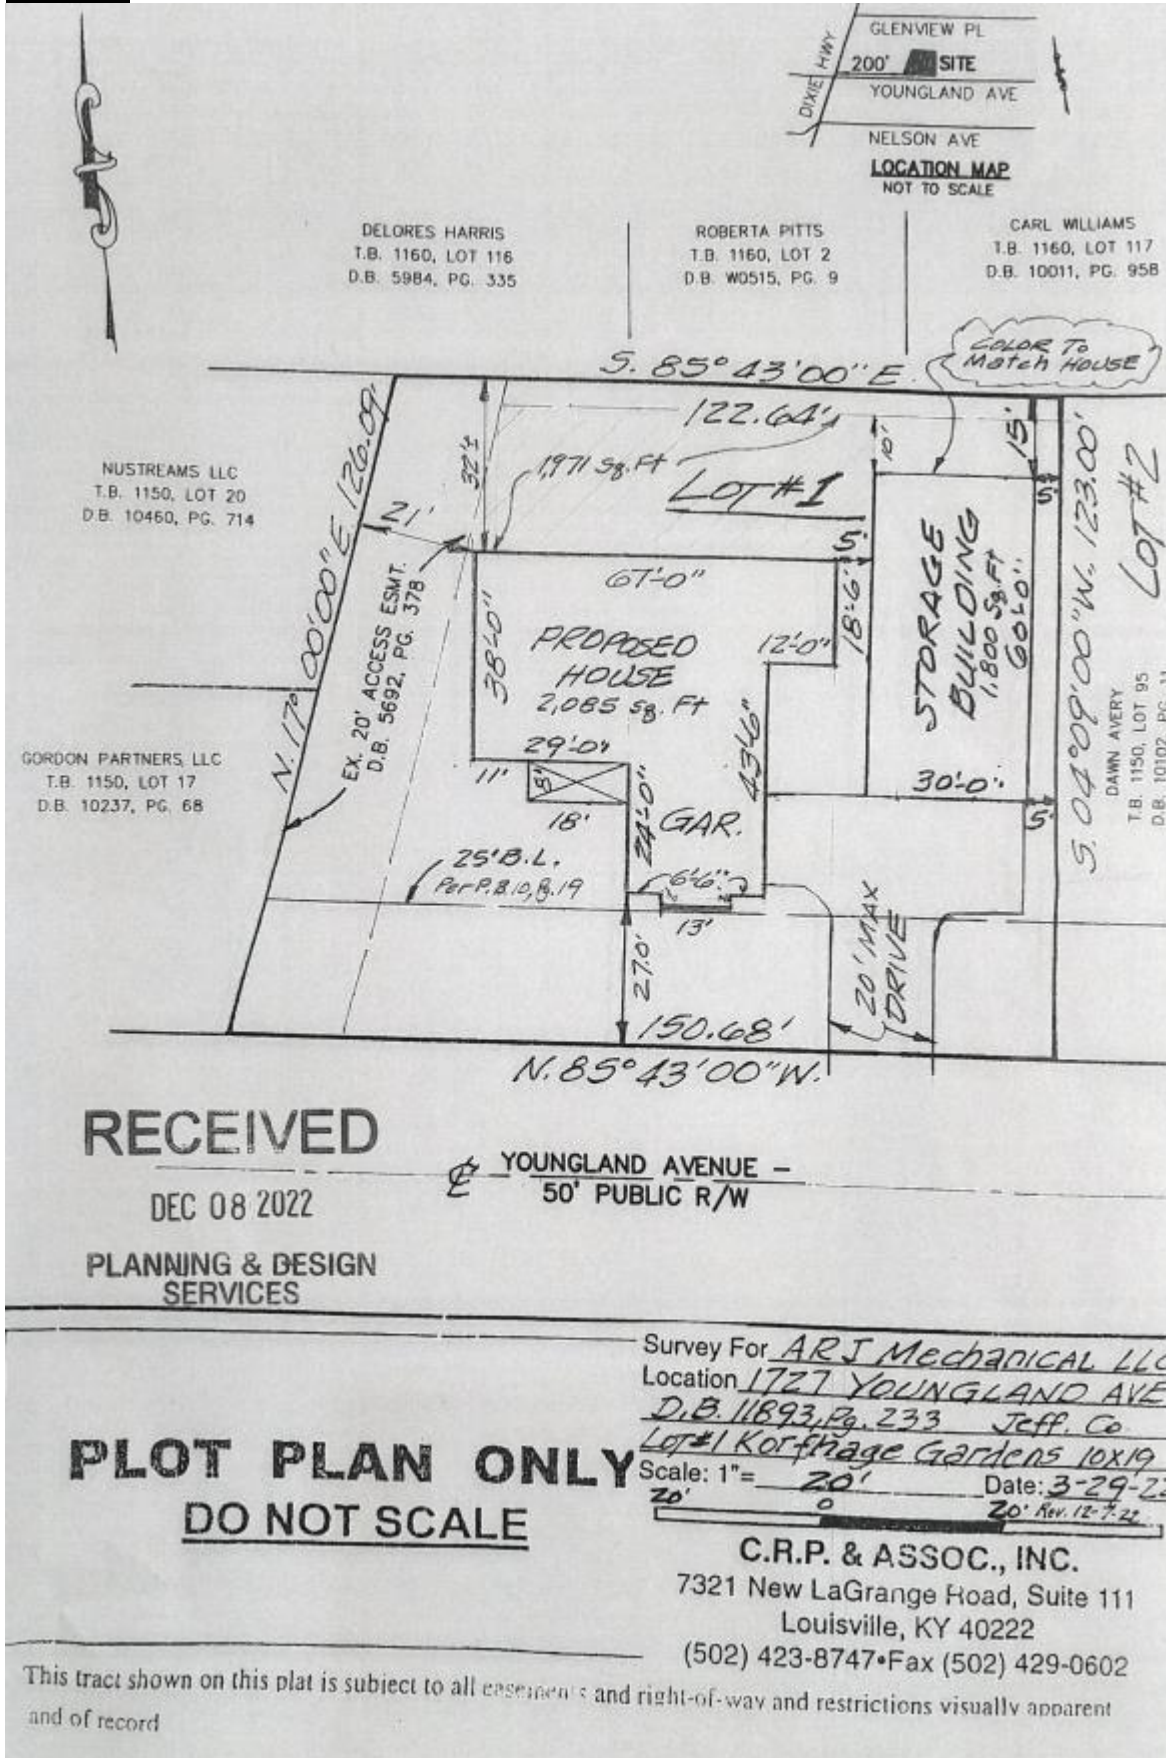 GLENVIEW PL
200' SITE
DIXIE HWY
YOUNGLAND AVE
NELSON AVE
LOCATION MAP
NOT TO SCALE
DELORES HARRIS
T.B. 1160, LOT 116
D.B. 5984, PG. 335
ROBERTA PITTS
T.B. 1160, LOT 2
D.B. W0515, PG. 9
CARL WILLIAMS
T.B. 1160, LOT 117
D.B. 10011, PG. 958
COLOR TO
Match HOUSE
S. 85° 43' 00" E.
122.64'
N. 17° 00' 00" E 126.09'
32'±
1,971 Sq. Ft
LOT #1
10'
15'
5'
NUSTREAMS LLC
T.B. 1150, LOT 20
D.B. 10460, PG. 714
21'
EX. 20' ACCESS ESMT.
D.B. 5692, PG. 378
5'
67'-0"
18'-6"
38'-0"
PROPOSED
HOUSE
2,085 Sq. Ft
12'-0"
STORAGE
BUILDING
1,800 Sq. Ft
60'-0"
S. 04° 09' 00" W. 123.00'
LOT #2
DAWN AVERY
T.B. 1150, LOT 95
GORDON PARTNERS, LLC
T.B. 1150, LOT 17
D.B. 10237, PG. 68
29'-0"
11'
8'
18'
24'-0"
GAR.
43'-6"
30'-0"
5'
25' B.L.
Per P.B. 10, Pg. 19
6'-6"
13'
27.0'
20' MAX
DRIVE
150.68'
N. 85° 43' 00" W.
RECEIVED
DEC 08 2022
PLANNING & DESIGN
SERVICES
YOUNGLAND AVENUE –
50' PUBLIC R/W
Survey For ARJ Mechanical LLC
Location 1727 YOUNGLAND AVE
D.B. 11893, Pg. 233 Jeff. Co
Lot #1 Korfhage Gardens 10x19
Scale: 1"= 20' Date: 3-29-22
20' 0 20' Rev. 12-7-22
PLOT PLAN ONLY
DO NOT SCALE
C.R.P. & ASSOC., INC.
7321 New LaGrange Road, Suite 111
Louisville, KY 40222
(502) 423-8747•Fax (502) 429-0602
This tract shown on this plat is subject to all easements and right-of-way and restrictions visually apparent
and of record